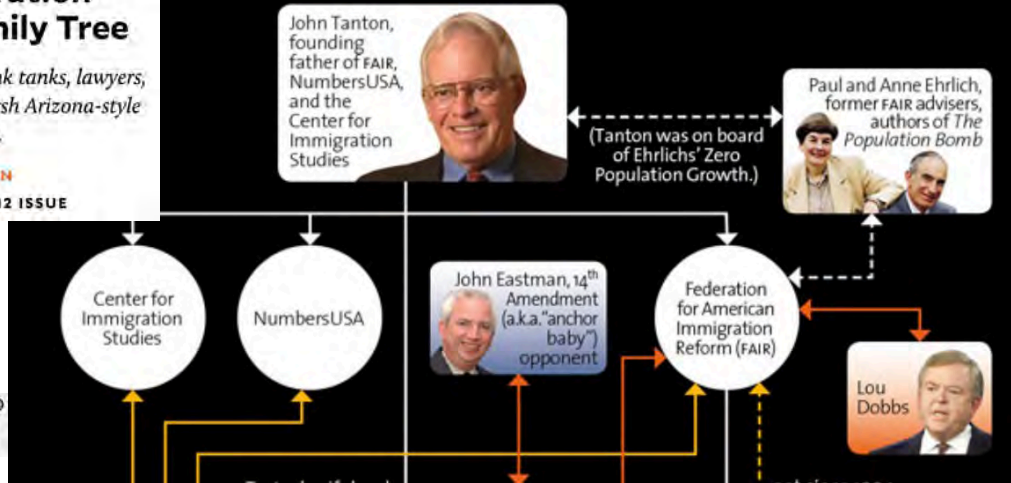 nily Tree
nk tanks, lawyers,
sh Arizona-style
N
12 ISSUE
John Tanton,
founding
father of FAIR,
NumbersUSA,
and the
Center for
Immigration
Studies
(Tanton was on board
of Ehrlichs' Zero
Population Growth.)
Paul and Anne Ehrlich,
former FAIR advisers,
authors of The
Population Bomb
Center for
Immigration
Studies
NumbersUSA
John Eastman, 14th
Amendment
(a.k.a. "anchor
baby")
opponent
Federation
for American
Immigration
Reform (FAIR)
Lou
Dobbs